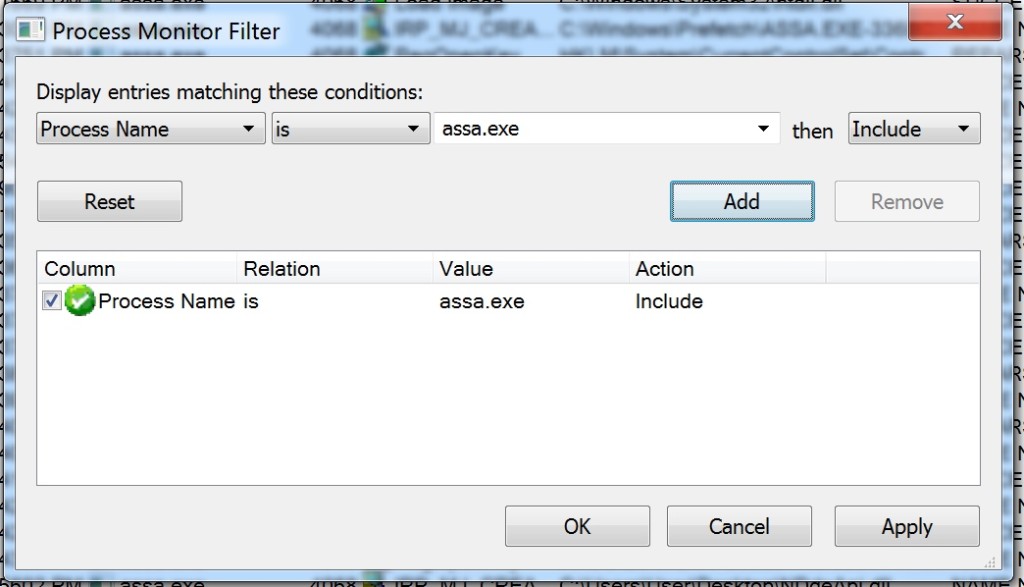 Process Monitor Filter
Display entries matching these conditions:
Process Name is assa.exe then Include
Reset Add Remove
Column Relation Value Action
Process Name is assa.exe Include
OK Cancel Apply